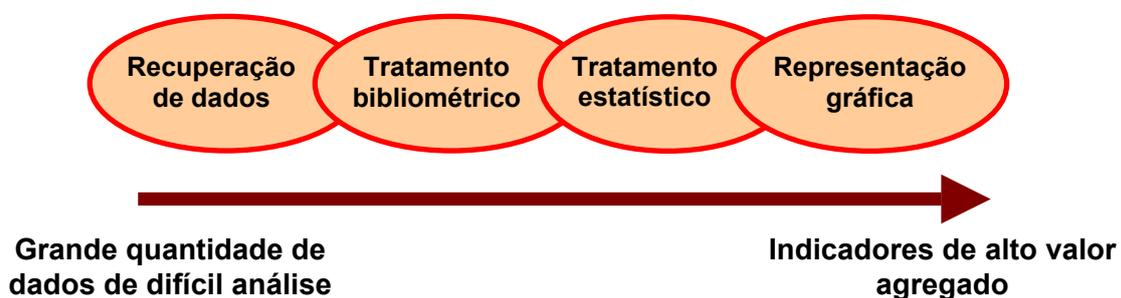 Recuperação
de dados
Tratamento
bibliométrico
Tratamento
estatístico
Representação
gráfica
Grande quantidade de
dados de difícil análise
Indicadores de alto valor
agregado